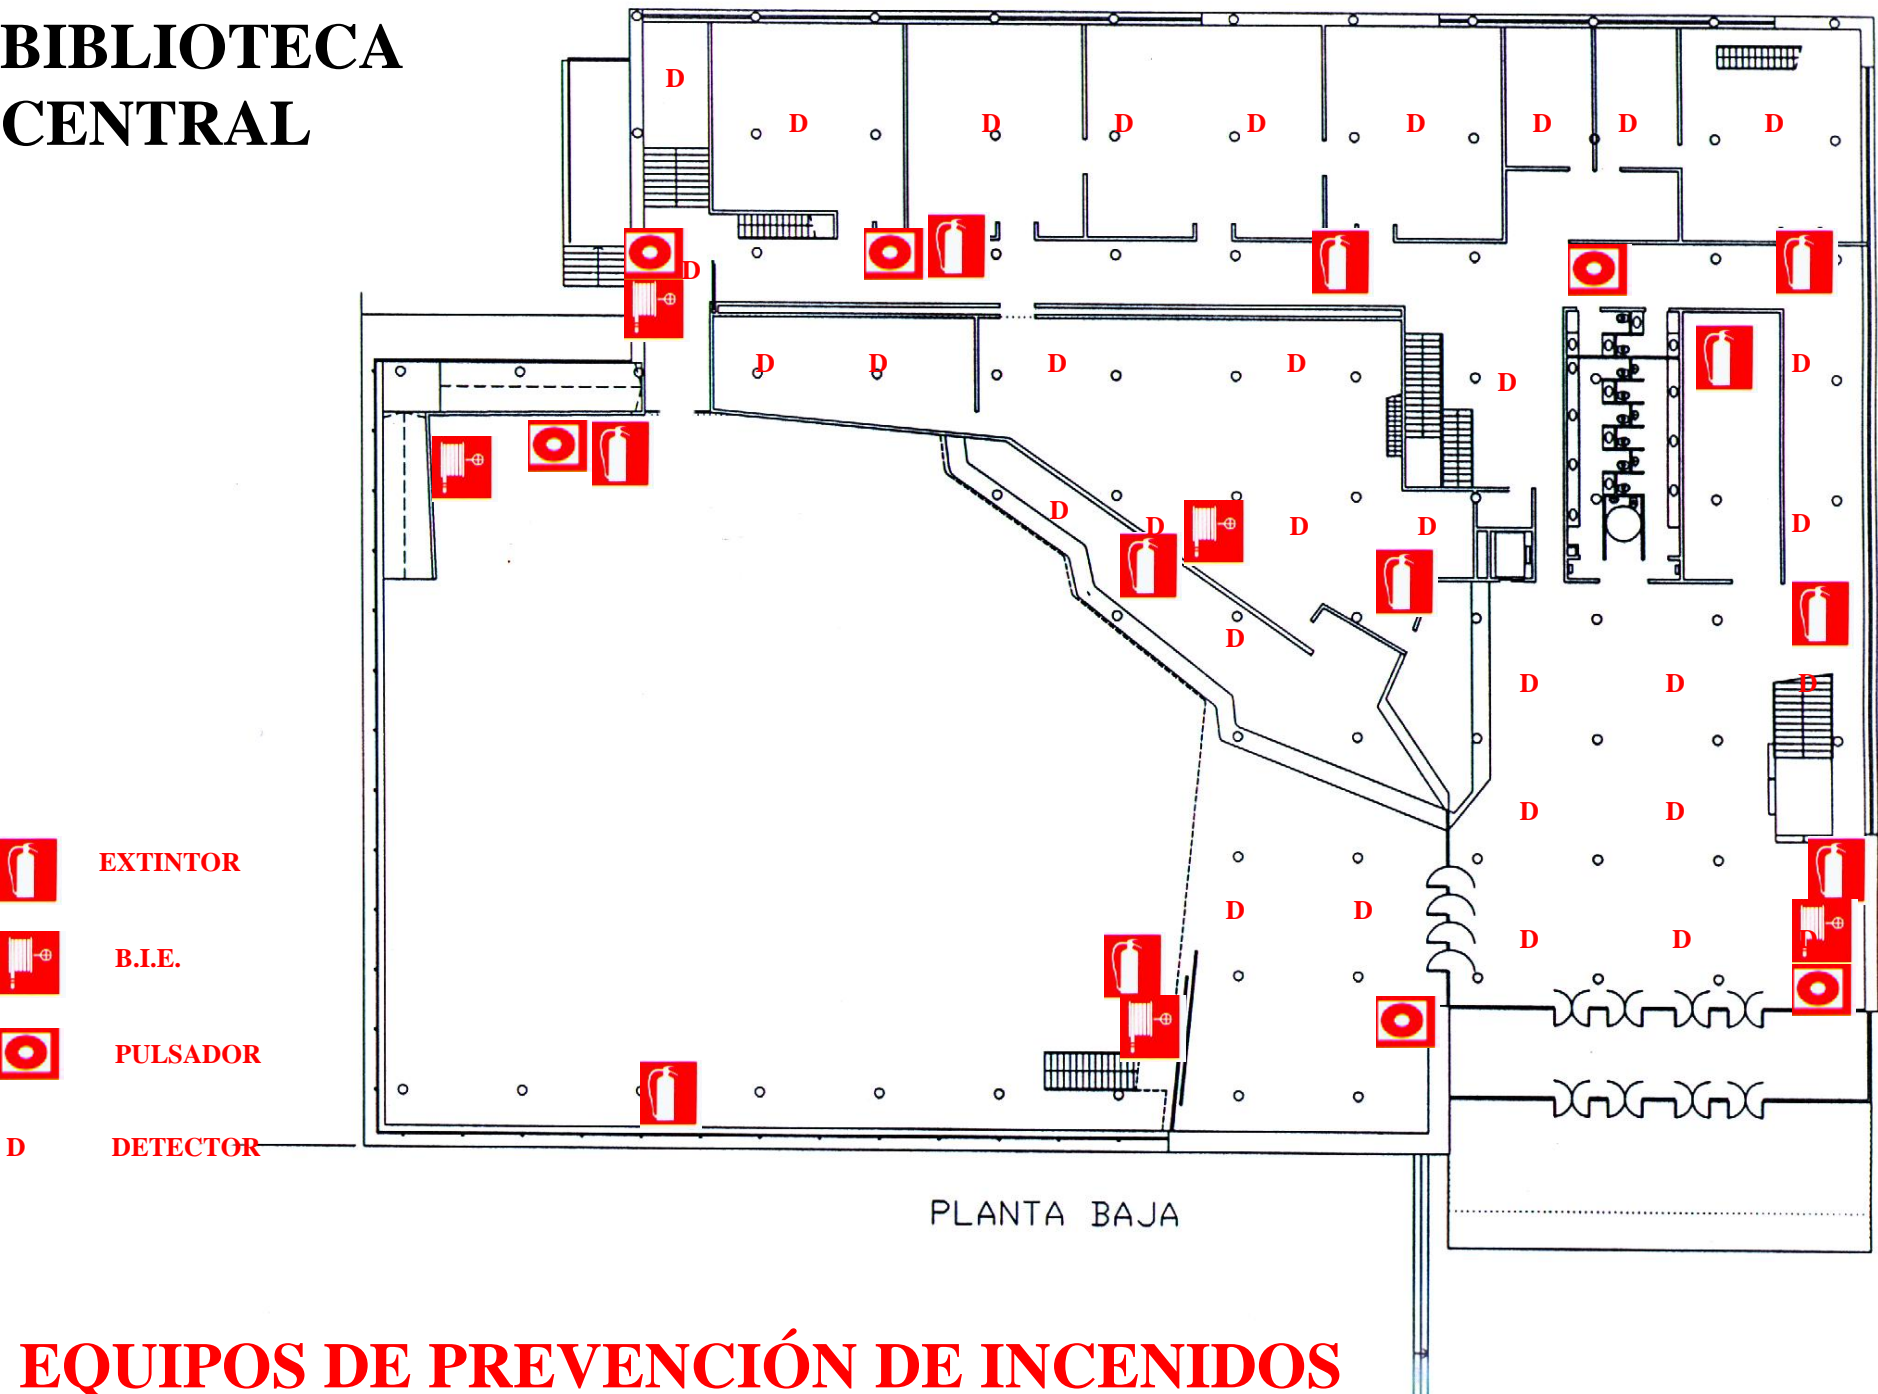 BIBLIOTECA
CENTRAL
D
D D D D D D D D
D
D D D D D
D
D D D D D
D
D D D
D D
D D
D D D
EXTINTOR
B.I.E.
PULSADOR
D DETECTOR
PLANTA BAJA
EQUIPOS DE PREVENCIÓN DE INCENIDOS